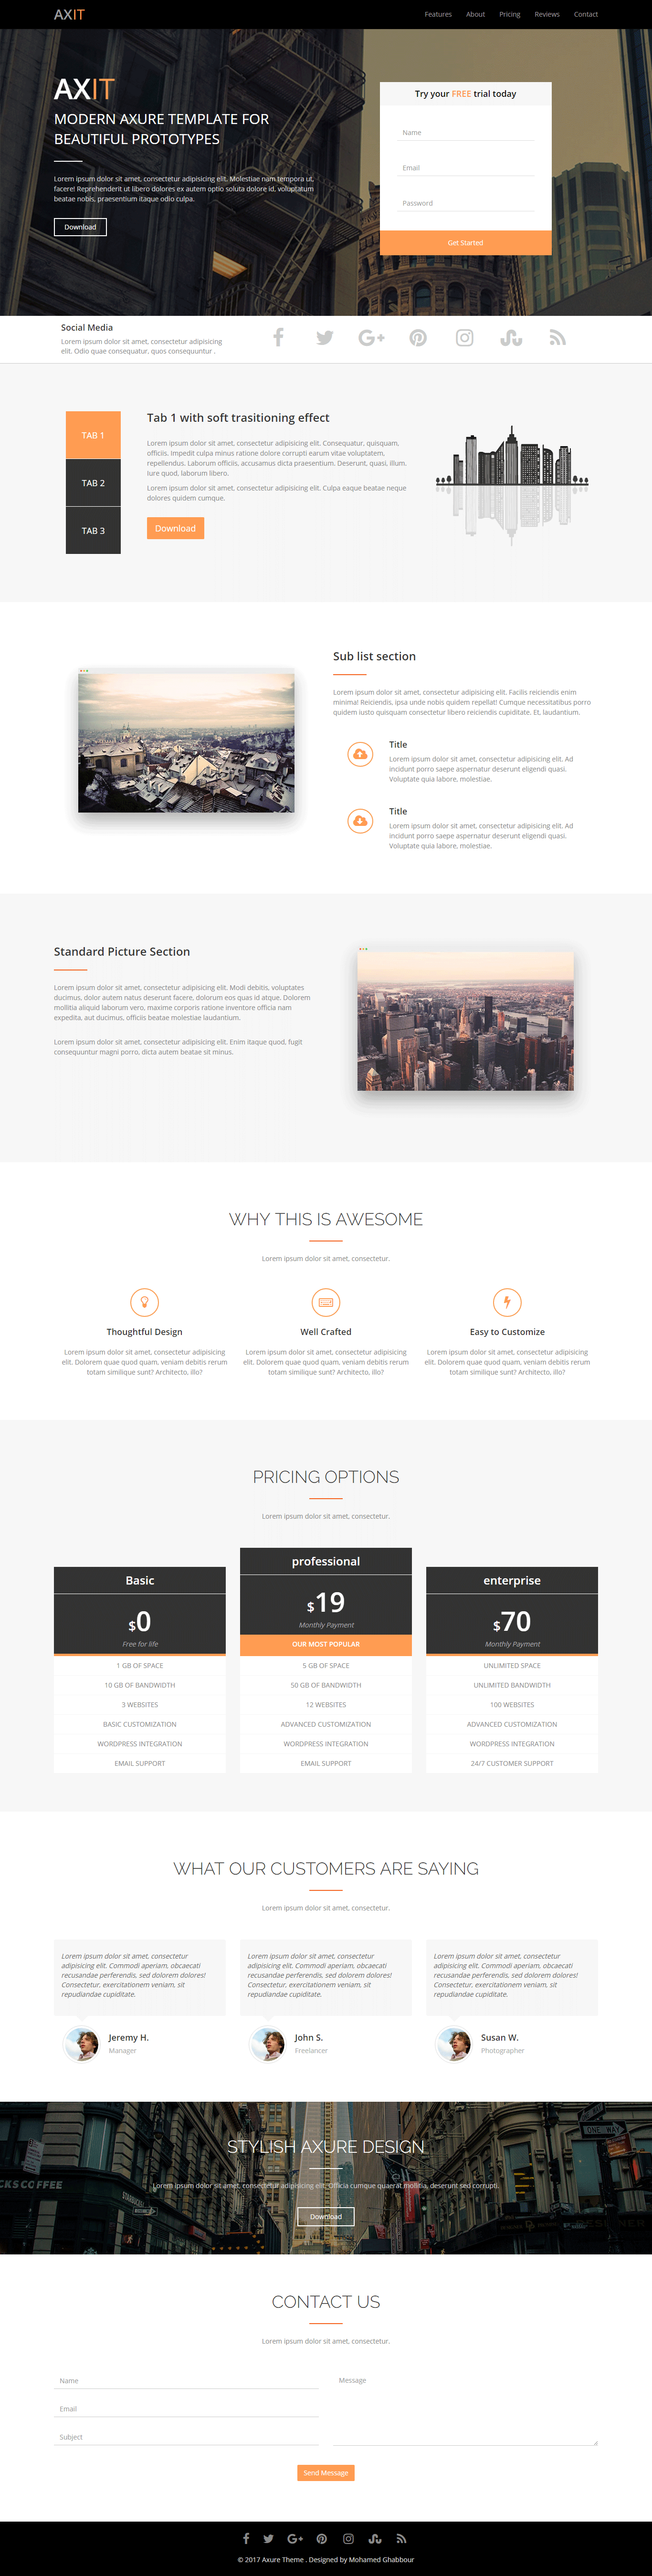 AXIT
Features About Pricing Reviews Contact
AXIT
MODERN AXURE TEMPLATE FOR
BEAUTIFUL PROTOTYPES
Lorem ipsum dolor sit amet, consectetur adipisicing elit. Molestiae nam tempora ut,
facere! Reprehenderit ut libero dolores ex autem optio soluta dolore id, voluptatum
beatae nobis, praesentium itaque odio culpa.
Download
Try your FREE trial today
Name
Email
Password
Get Started
Social Media
Lorem ipsum dolor sit amet, consectetur adipisicing
elit. Odio quae consequatur, quos consequuntur .
TAB 1
TAB 2
TAB 3
Tab 1 with soft trasitioning effect
Lorem ipsum dolor sit amet, consectetur adipisicing elit. Consequatur, quisquam,
officiis. Impedit culpa minus ratione dolore corrupti earum vitae voluptatem,
repellendus. Laborum officiis, accusamus dicta praesentium. Deserunt, quasi, illum.
Iure quod, laborum libero.
Lorem ipsum dolor sit amet, consectetur adipisicing elit. Culpa eaque beatae neque
dolores quidem cumque.
Download
Sub list section
Lorem ipsum dolor sit amet, consectetur adipisicing elit. Facilis reiciendis enim
minima! Reiciendis, ipsa unde nobis quidem repellat! Cumque necessitatibus porro
quidem iusto quisquam consectetur libero reiciendis cupiditate. Et, laudantium.
Title
Lorem ipsum dolor sit amet, consectetur adipisicing elit. Ad
incidunt porro saepe aspernatur deserunt eligendi quasi.
Voluptate quia labore, molestiae.
Title
Lorem ipsum dolor sit amet, consectetur adipisicing elit. Ad
incidunt porro saepe aspernatur deserunt eligendi quasi.
Voluptate quia labore, molestiae.
Standard Picture Section
Lorem ipsum dolor sit amet, consectetur adipisicing elit. Modi debitis, voluptates
ducimus, dolor autem natus deserunt facere, dolorum eos quas id atque. Dolorem
mollitia aliquid laborum vero, maxime corporis ratione inventore officia nam
expedita, aut ducimus, officiis beatae molestiae laudantium.
Lorem ipsum dolor sit amet, consectetur adipisicing elit. Enim itaque quod, fugit
consequuntur magni porro, dicta autem beatae sit minus.
WHY THIS IS AWESOME
Lorem ipsum dolor sit amet, consectetur.
Thoughtful Design
Lorem ipsum dolor sit amet, consectetur adipisicing
elit. Dolorem quae quod quam, veniam debitis rerum
totam similique sunt? Architecto, illo?
Well Crafted
Lorem ipsum dolor sit amet, consectetur adipisicing
elit. Dolorem quae quod quam, veniam debitis rerum
totam similique sunt? Architecto, illo?
Easy to Customize
Lorem ipsum dolor sit amet, consectetur adipisicing
elit. Dolorem quae quod quam, veniam debitis rerum
totam similique sunt? Architecto, illo?
PRICING OPTIONS
Lorem ipsum dolor sit amet, consectetur.
Basic
$0
Free for life
1 GB OF SPACE
10 GB OF BANDWIDTH
3 WEBSITES
BASIC CUSTOMIZATION
WORDPRESS INTEGRATION
EMAIL SUPPORT
professional
$19
Monthly Payment
OUR MOST POPULAR
5 GB OF SPACE
50 GB OF BANDWIDTH
12 WEBSITES
ADVANCED CUSTOMIZATION
WORDPRESS INTEGRATION
EMAIL SUPPORT
enterprise
$70
Monthly Payment
UNLIMITED SPACE
UNLIMITED BANDWIDTH
100 WEBSITES
ADVANCED CUSTOMIZATION
WORDPRESS INTEGRATION
24/7 CUSTOMER SUPPORT
WHAT OUR CUSTOMERS ARE SAYING
Lorem ipsum dolor sit amet, consectetur.
Lorem ipsum dolor sit amet, consectetur
adipisicing elit. Commodi aperiam, obcaecati
recusandae perferendis, sed dolorem dolores!
Consectetur, exercitationem veniam, sit
repudiandae cupiditate.
Jeremy H.
Manager
Lorem ipsum dolor sit amet, consectetur
adipisicing elit. Commodi aperiam, obcaecati
recusandae perferendis, sed dolorem dolores!
Consectetur, exercitationem veniam, sit
repudiandae cupiditate.
John S.
Freelancer
Lorem ipsum dolor sit amet, consectetur
adipisicing elit. Commodi aperiam, obcaecati
recusandae perferendis, sed dolorem dolores!
Consectetur, exercitationem veniam, sit
repudiandae cupiditate.
Susan W.
Photographer
ONE WAY
CKS COFFEE
STYLISH AXURE DESIGN
Lorem ipsum dolor sit amet, consectetur adipisicing elit. Officia cumque quaerat mollitia, deserunt sed corrupti.
Download
CONTACT US
Lorem ipsum dolor sit amet, consectetur.
Name
Email
Subject
Message
Send Message
© 2017 Axure Theme . Designed by Mohamed Ghabbour